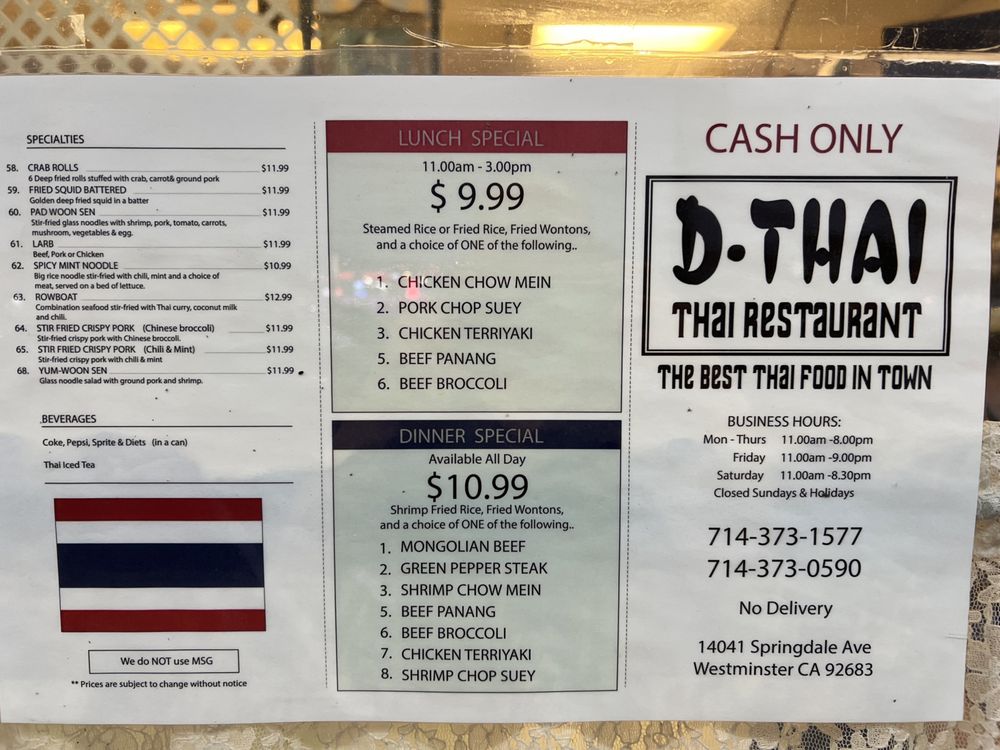 SPECIALTIES
58. CRAB ROLLS $11.99
6 Deep fried rolls stuffed with crab, carrot& ground pork
59. FRIED SQUID BATTERED $11.99
Golden deep fried squid in a batter
60. PAD WOON SEN $11.99
Stir-fried glass noodles with shrimp, pork, tomato, carrots,
mushroom, vegetables & egg.
61. LARB $11.99
Beef, Pork or Chicken
62. SPICY MINT NOODLE $10.99
Big rice noodle stir-fried with chili, mint and a choice of
meat, served on a bed of lettuce.
63. ROWBOAT $12.99
Combination seafood stir-fried with Thai curry, coconut milk
and chili.
64. STIR FRIED CRISPY PORK (Chinese broccoli) $11.99
Stir-fried crispy pork with Chinese broccoli.
65. STIR FRIED CRISPY PORK (Chili & Mint) $11.99
Stir-fried crispy pork with chili & mint
68. YUM-WOON SEN $11.99
Glass noodle salad with ground pork and shrimp.
BEVERAGES
Coke, Pepsi, Sprite & Diets (in a can)
Thai Iced Tea
We do NOT use MSG
** Prices are subject to change without notice
LUNCH SPECIAL
11.00am - 3.00pm
$ 9.99
Steamed Rice or Fried Rice, Fried Wontons,
and a choice of ONE of the following..
1. CHICKEN CHOW MEIN
2. PORK CHOP SUEY
3. CHICKEN TERRIYAKI
5. BEEF PANANG
6. BEEF BROCCOLI
DINNER SPECIAL
Available All Day
$10.99
Shrimp Fried Rice, Fried Wontons,
and a choice of ONE of the following..
1. MONGOLIAN BEEF
2. GREEN PEPPER STEAK
3. SHRIMP CHOW MEIN
5. BEEF PANANG
6. BEEF BROCCOLI
7. CHICKEN TERRIYAKI
8. SHRIMP CHOP SUEY
CASH ONLY
D•THAI
THAI RESTAURANT
THE BEST THAI FOOD IN TOWN
BUSINESS HOURS:
Mon - Thurs 11.00am -8.00pm
Friday 11.00am -9.00pm
Saturday 11.00am -8.30pm
Closed Sundays & Holidays
714-373-1577
714-373-0590
No Delivery
14041 Springdale Ave
Westminster CA 92683